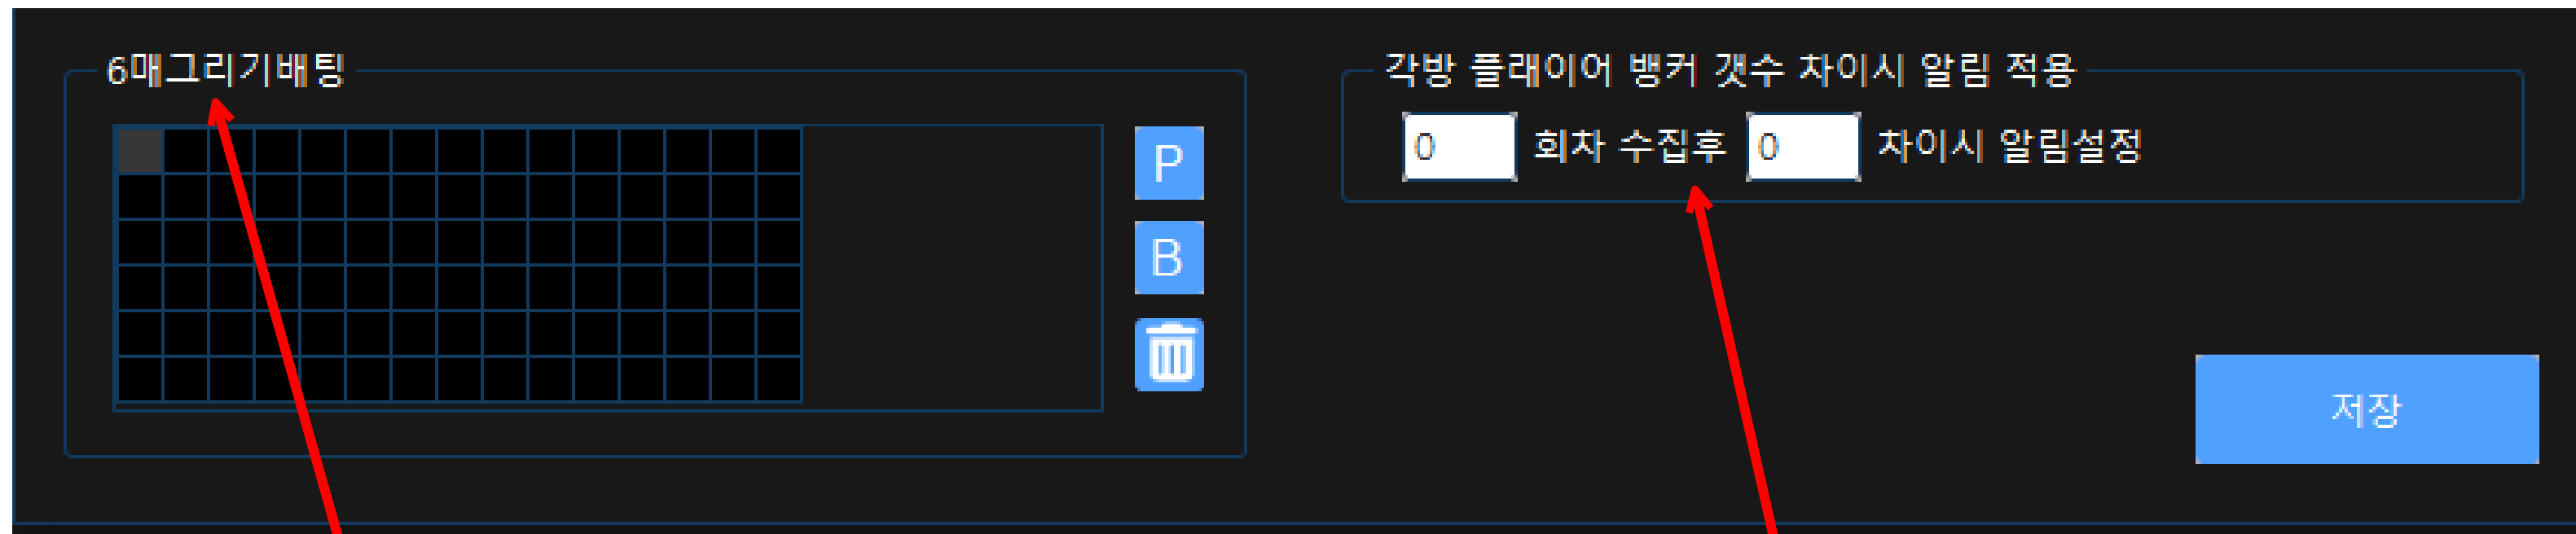 6매그리기배팅
P
B
각방 플래이어 뱅커 갯수 차이시 알림 적용
0 회차 수집후 0 차이시 알림설정
저장